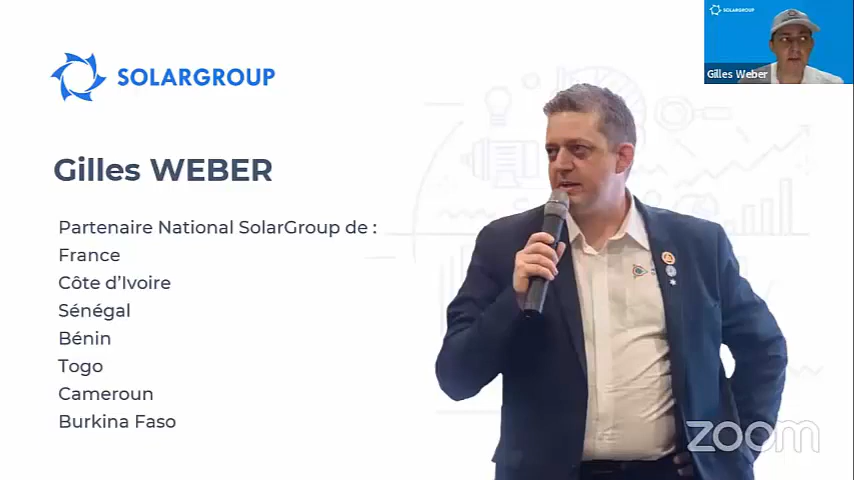 SOLARGROUP
Gilles Weber
SOLARGROUP
Gilles WEBER
Partenaire National SolarGroup de :
France
Côte d'Ivoire
Sénégal
Bénin
Togo
Cameroun
Burkina Faso
zoom